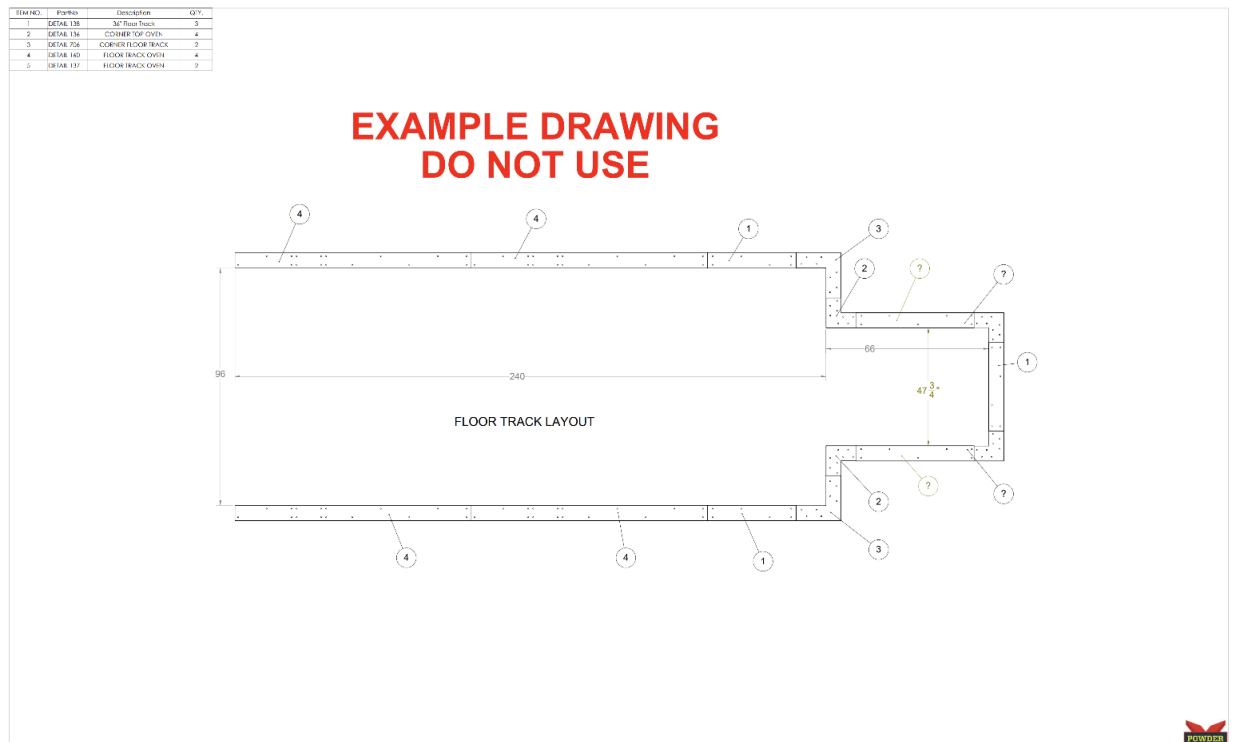 ITEM NO. PartNo Description QTY.
1 DETAIL 138 36" Floor Track 3
2 DETAIL 136 CORNER TOP OVEN 4
3 DETAIL 706 CORNER FLOOR TRACK 2
4 DETAIL 160 FLOOR TRACK OVEN 4
5 DETAIL 137 FLOOR TRACK OVEN 2
EXAMPLE DRAWING
DO NOT USE
4
4
1
3
2
?
?
66
1
96
240
47 3/4"
FLOOR TRACK LAYOUT
?
?
2
3
4
4
1
POWDER